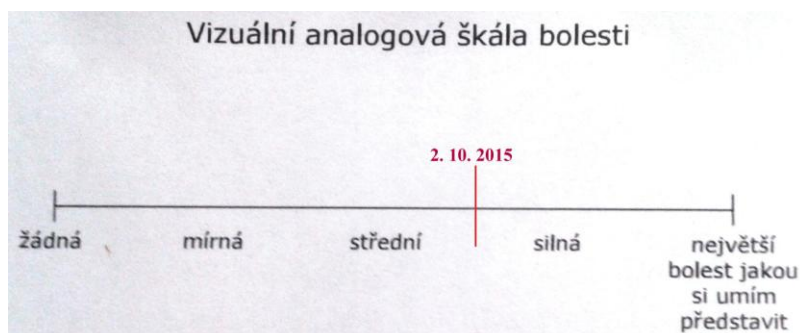 Vizuální analogová škála bolesti
2. 10. 2015
žádná mírná střední silná největší
bolest jakou
si umím
představit